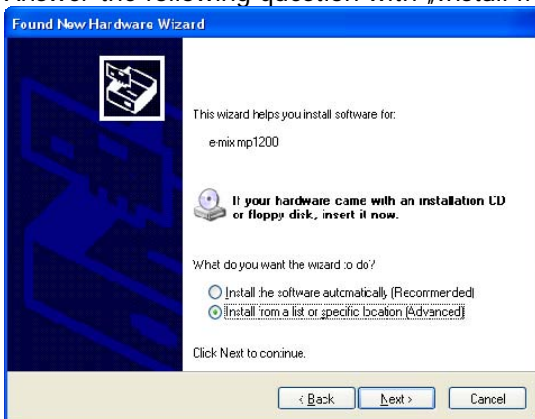 Found New Hardware Wizard
This wizard helps you install software for:
e-mix mp1200
If your hardware came with an installation CD
or floppy disk, insert it now.
What do you want the wizard to do?
Install the software automatically (Recommended)
Install from a list or specific location (Advanced)
Click Next to continue.
< Back
Next >
Cancel